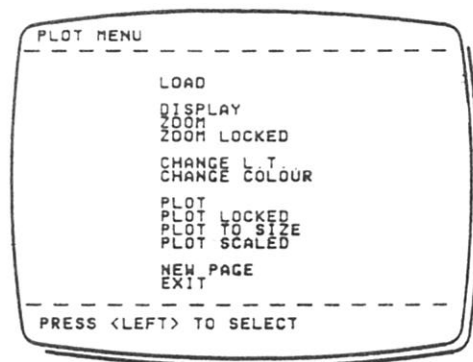 PLOT MENU
LOAD
DISPLAY
ZOOM
ZOOM LOCKED
CHANGE L.T..
CHANGE COLOUR
PLOT
PLOT LOCKED
PLOT TO SIZE
PLOT SCALED
NEW PAGE
EXIT
PRESS <LEFT> TO SELECT